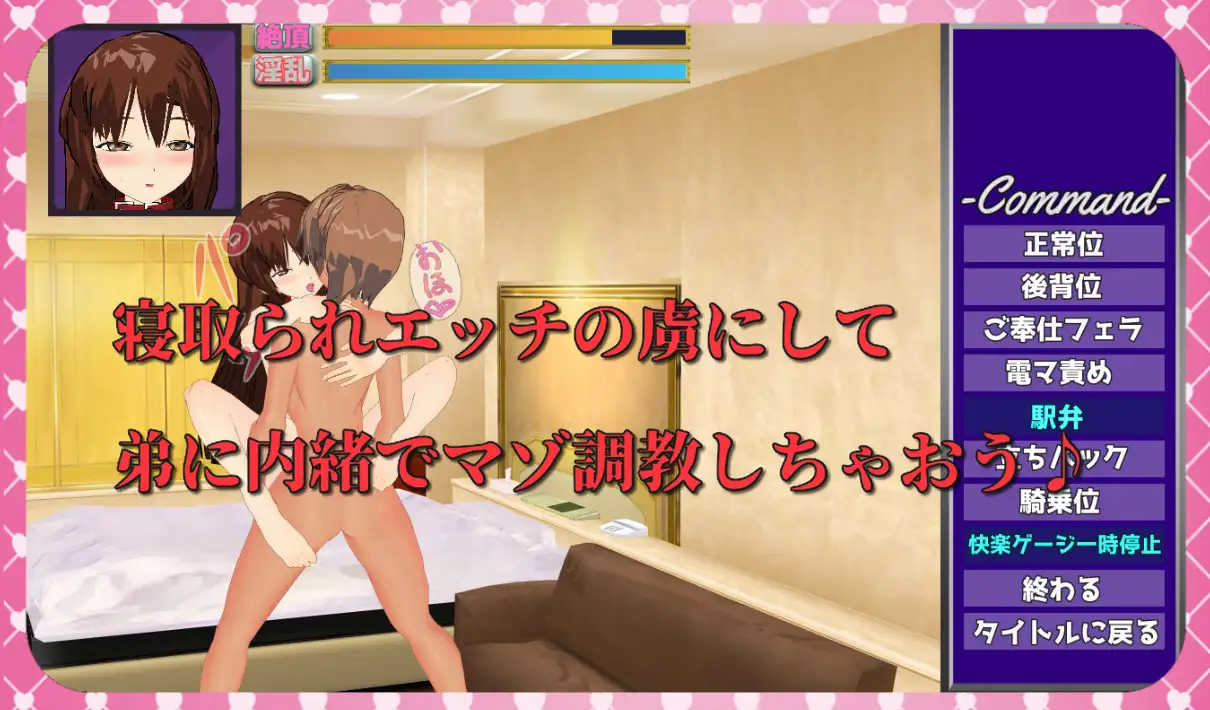 絶頂
淫乱
パ
おほ♥
寝取られエッチの虜にして
弟に内緒でマゾ調教しちゃおう♪
-Command-
正常位
後背位
ご奉仕フェラ
電マ責め
駅弁
立ちバック
騎乗位
快楽ゲージ一時停止
終わる
タイトルに戻る